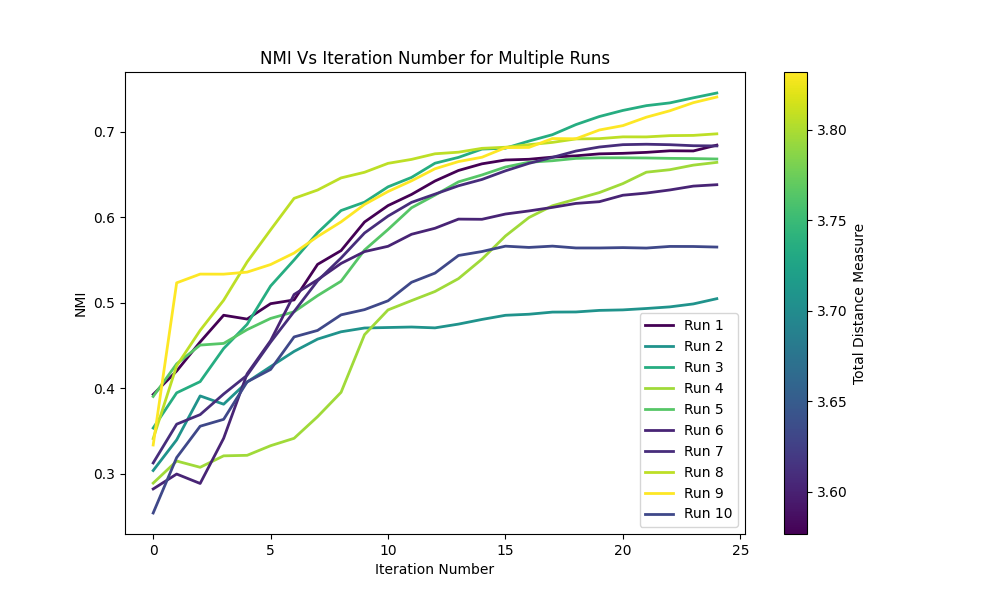 NMI Vs Iteration Number for Multiple Runs
NMI
0.7
0.6
0.5
0.4
0.3
0
5
10
15
20
25
Iteration Number
Run 1
Run 2
Run 3
Run 4
Run 5
Run 6
Run 7
Run 8
Run 9
Run 10
3.80
3.75
3.70
3.65
3.60
Total Distance Measure